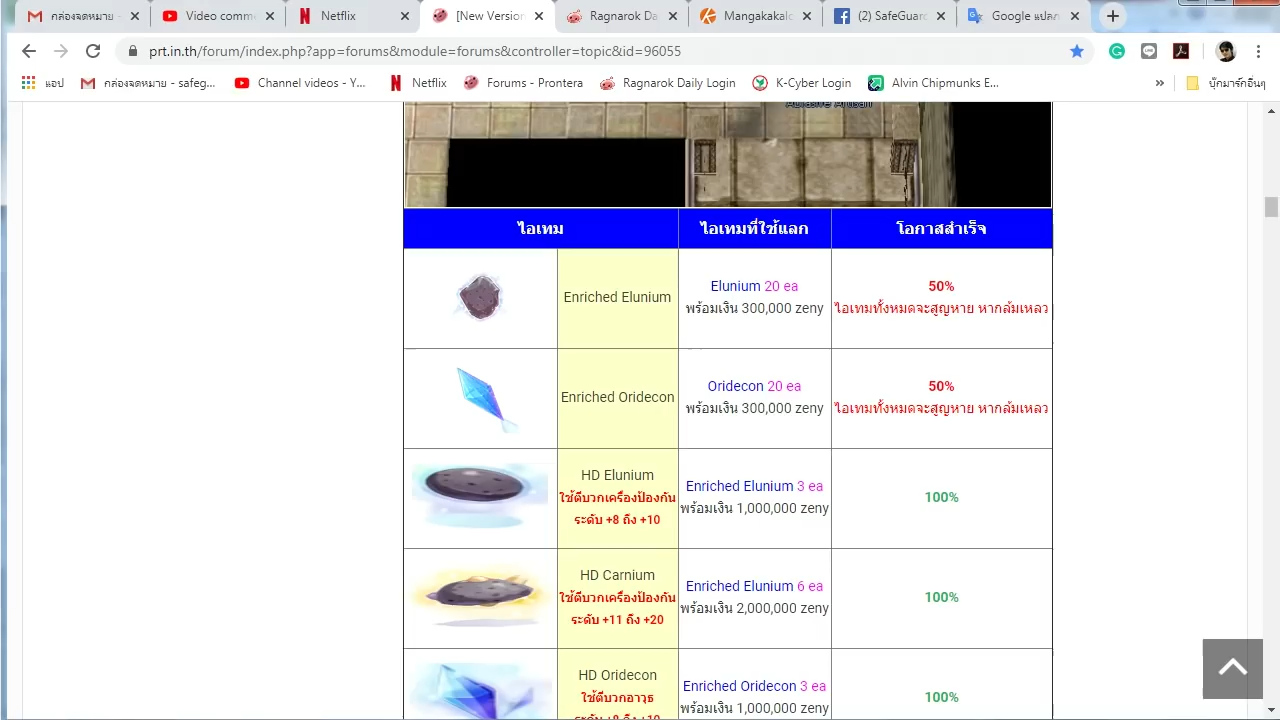 กล่องจดหมาย
Video comme
Netflix
[New Version
Ragnarok Da
Mangakakalo
(2) SafeGuar
Google แปลภ
prt.in.th/forum/index.php?app=forums&module=forums&controller=topic&id=96055
แอป
กล่องจดหมาย - safeg...
Channel videos - Y...
Netflix
Forums - Prontera
Ragnarok Daily Login
K-Cyber Login
Alvin Chipmunks E...
»
บุ๊กมาร์กอื่นๆ
ไอเทม
ไอเทมที่ใช้แลก
โอกาสสำเร็จ
Enriched Elunium
Elunium 20 ea
พร้อมเงิน 300,000 zeny
50%
ไอเทมทั้งหมดจะสูญหาย หากล้มเหลว
Enriched Oridecon
Oridecon 20 ea
พร้อมเงิน 300,000 zeny
50%
ไอเทมทั้งหมดจะสูญหาย หากล้มเหลว
HD Elunium
ใช้ตีบวกเครื่องป้องกัน
ระดับ +8 ถึง +10
Enriched Elunium 3 ea
พร้อมเงิน 1,000,000 zeny
100%
HD Carnium
ใช้ตีบวกเครื่องป้องกัน
ระดับ +11 ถึง +20
Enriched Elunium 6 ea
พร้อมเงิน 2,000,000 zeny
100%
HD Oridecon
ใช้ตีบวกอาวุธ
ระดับ +8 ถึง +10
Enriched Oridecon 3 ea
พร้อมเงิน 1,000,000 zeny
100%